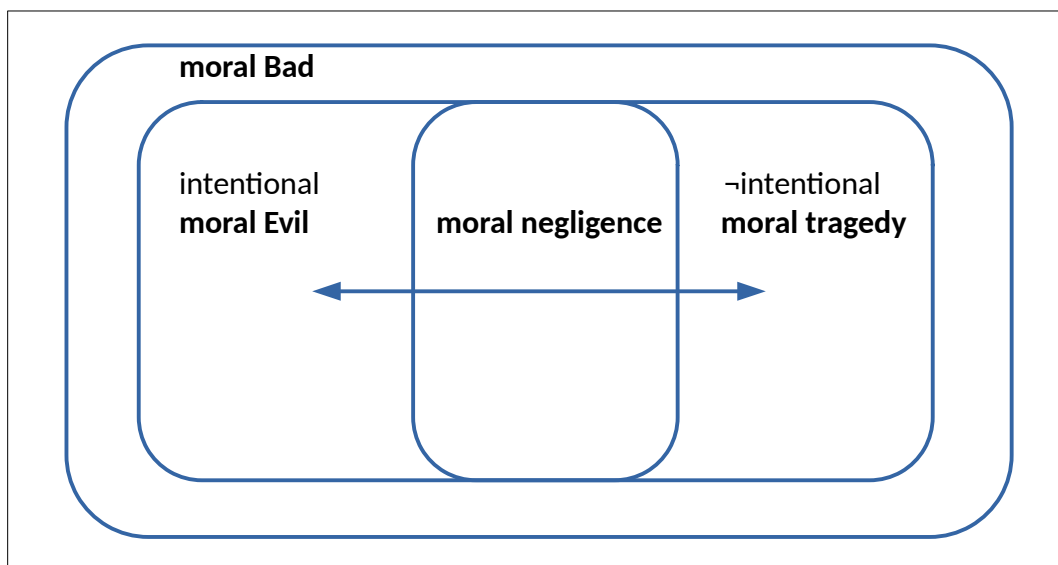 moral Bad
intentional
moral Evil
moral negligence
¬intentional
moral tragedy